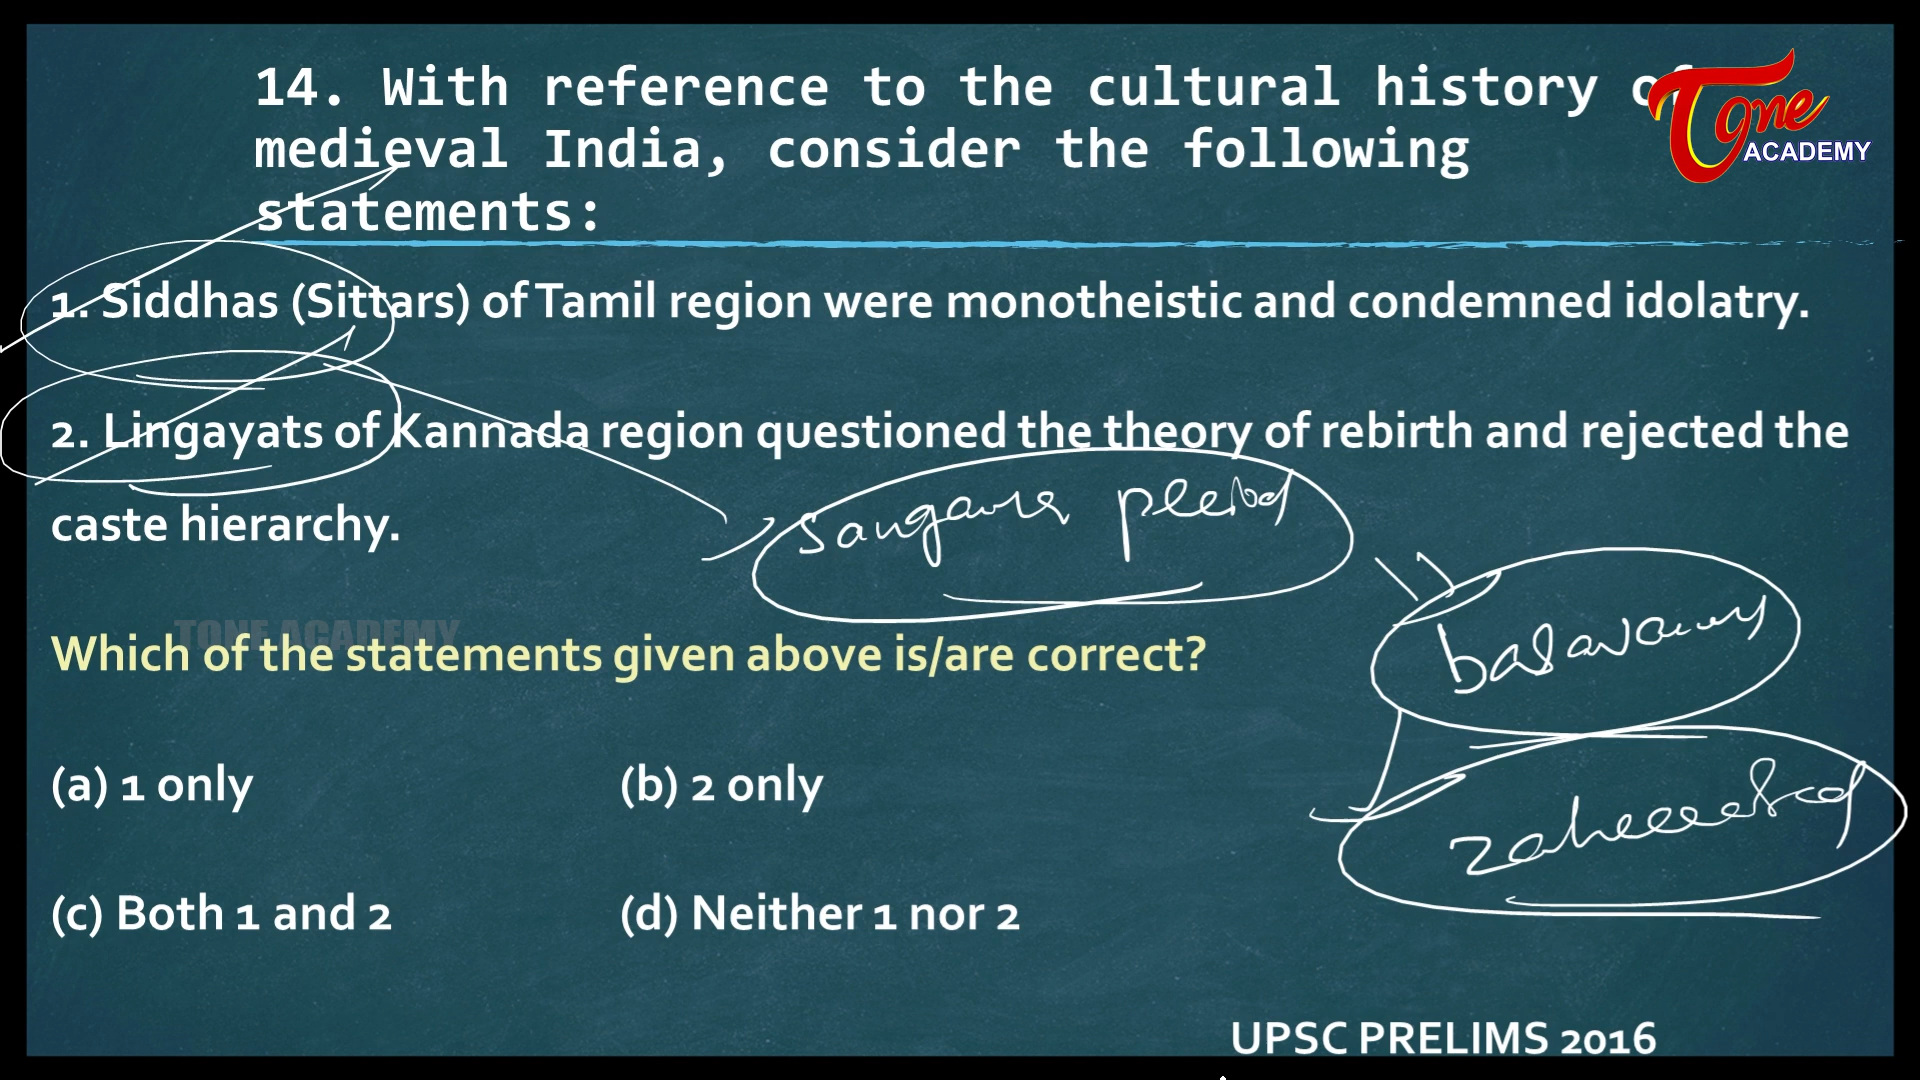 14. With reference to the cultural history of
medieval India, consider the following
statements:
Tone
ACADEMY
1. Siddhas (Sittars) of Tamil region were monotheistic and condemned idolatry.
2. Lingayats of Kannada region questioned the theory of rebirth and rejected the
caste hierarchy.
TONE ACADEMY
Which of the statements given above is/are correct?
(a) 1 only
(b) 2 only
(c) Both 1 and 2
(d) Neither 1 nor 2
UPSC PRELIMS 2016